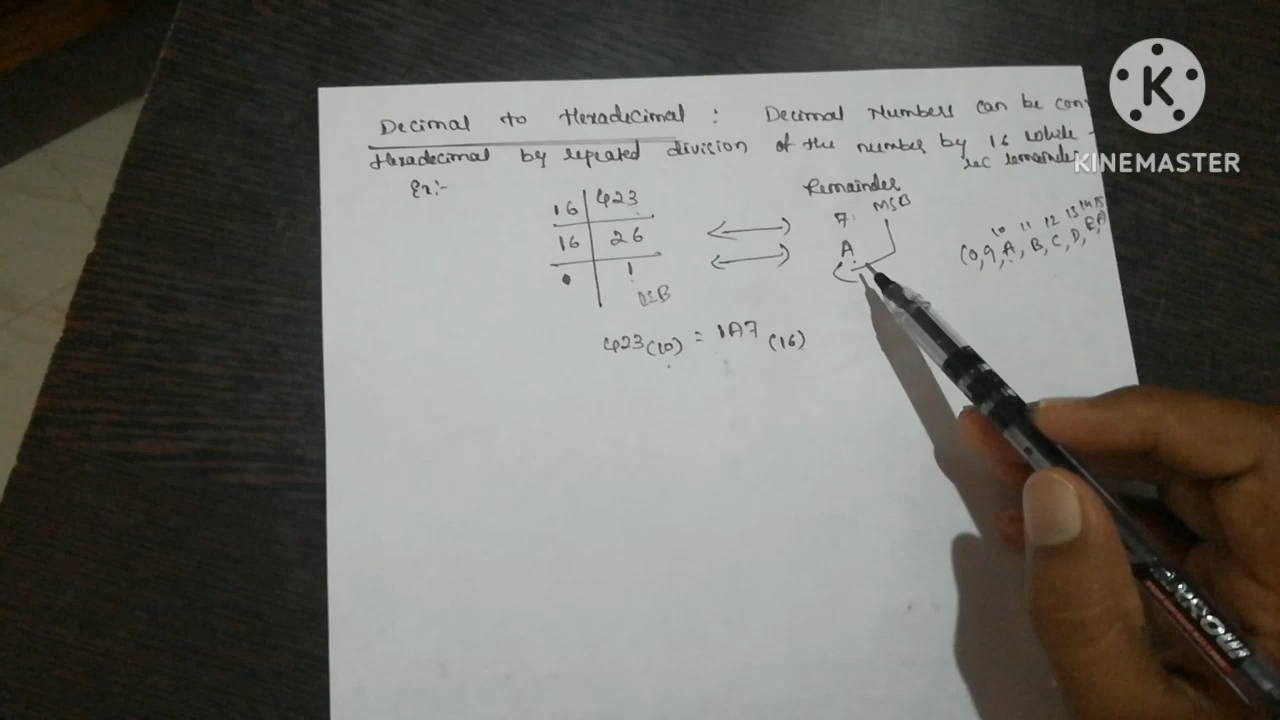 Decimal to Hexadecimal : Decimal Numbers can be con
Hexadecimal by repeated division of the number by 16 while
rec remainder
KINEMASTER
Ex:-
Remainder
16 423 7 MSB
16 26 A
0 1
LSB
10 11 12 13 14 15
(0,9,A,B,C,D,E,F)
423(10) = 1A7 (16)